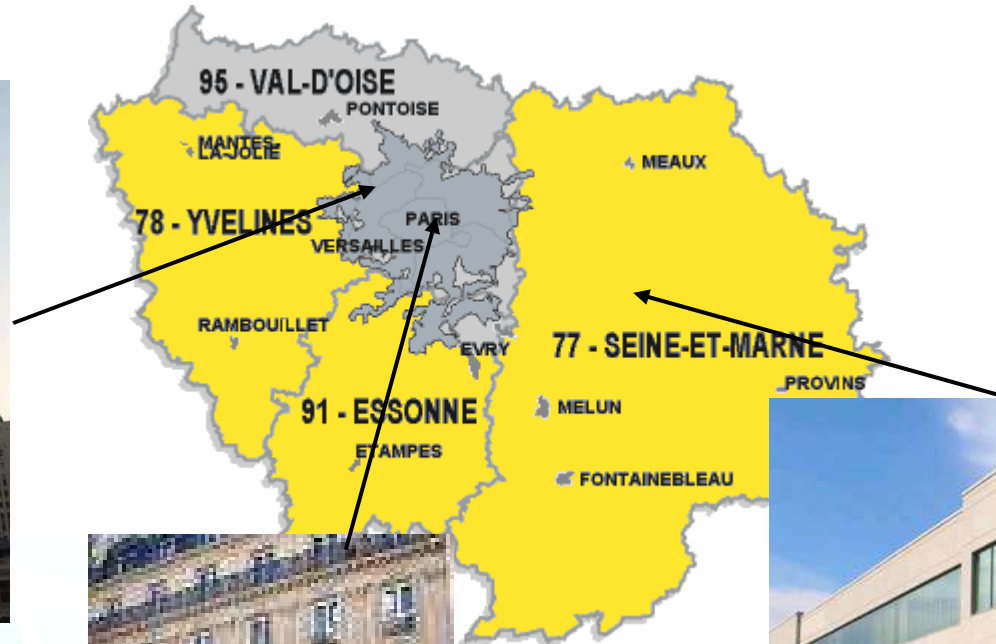 95 - VAL-D'OISE
PONTOISE
MANTES-
LA-JOLIE
MEAUX
78 - YVELINES
PARIS
VERSAILLES
RAMBOUILLET
EVRY
77 - SEINE-ET-MARNE
PROVINS
91 - ESSONNE
MELUN
ETAMPES
FONTAINEBLEAU